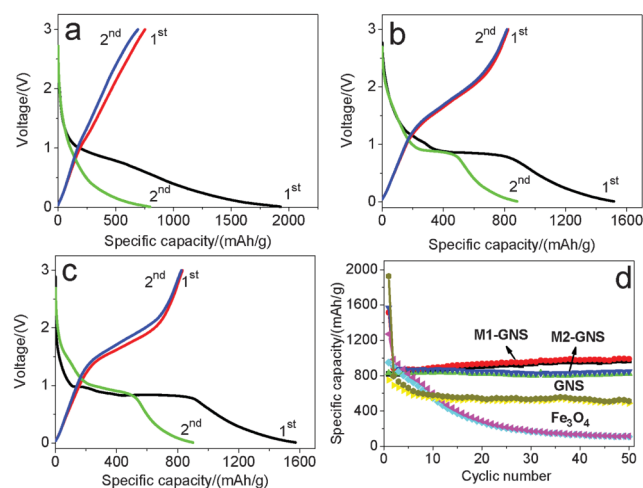 a
Voltage/(V)
3
2
1
0
2nd
1st
2nd
1st
0 500 1000 1500 2000
Specific capacity/(mAh/g)
b
Voltage/(V)
3
2
1
0
2nd
1st
2nd
1st
0 400 800 1200 1600
Specific capacity/(mAh/g)
c
Voltage/(V)
3
2
1
0
2nd
1st
2nd
1st
0 400 800 1200 1600
Specific capacity/(mAh/g)
d
Specific capacity/(mAh/g)
2000
1600
1200
800
400
0
M1-GNS M2-GNS
GNS
Fe₃O₄
0 10 20 30 40 50
Cyclic number